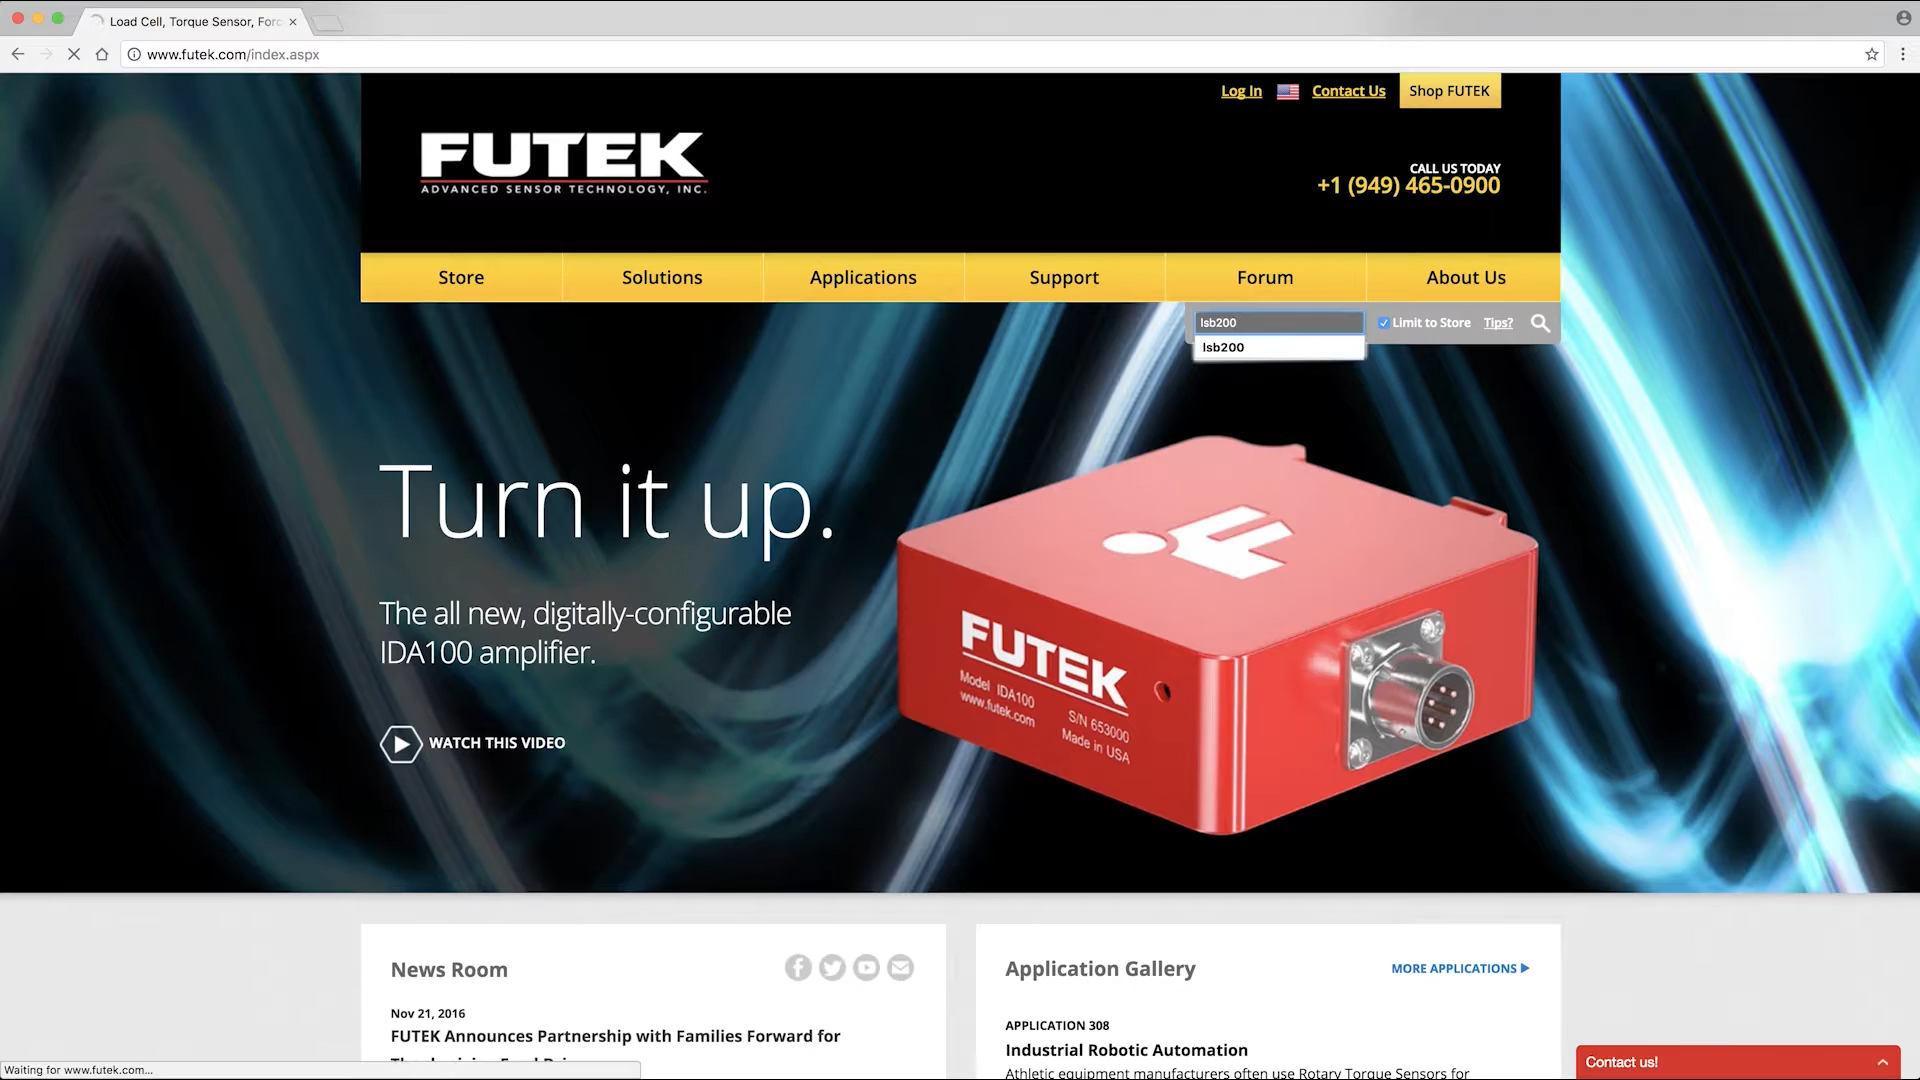 Load Cell, Torque Sensor, Forc
www.futek.com/index.aspx
Log In
Contact Us
Shop FUTEK
FUTEK
ADVANCED SENSOR TECHNOLOGY, INC.
CALL US TODAY
+1 (949) 465-0900
Store
Solutions
Applications
Support
Forum
About Us
lsb200
Limit to Store
Tips?
lsb200
Turn it up.
The all new, digitally-configurable
IDA100 amplifier.
WATCH THIS VIDEO
FUTEK
Model IDA100
www.futek.com
S/N 653000
Made in USA
News Room
Nov 21, 2016
FUTEK Announces Partnership with Families Forward for
Application Gallery
MORE APPLICATIONS
APPLICATION 308
Industrial Robotic Automation
Athletic equipment manufacturers often use Rotary Torque Sensors for
Contact us!
Waiting for www.futek.com...